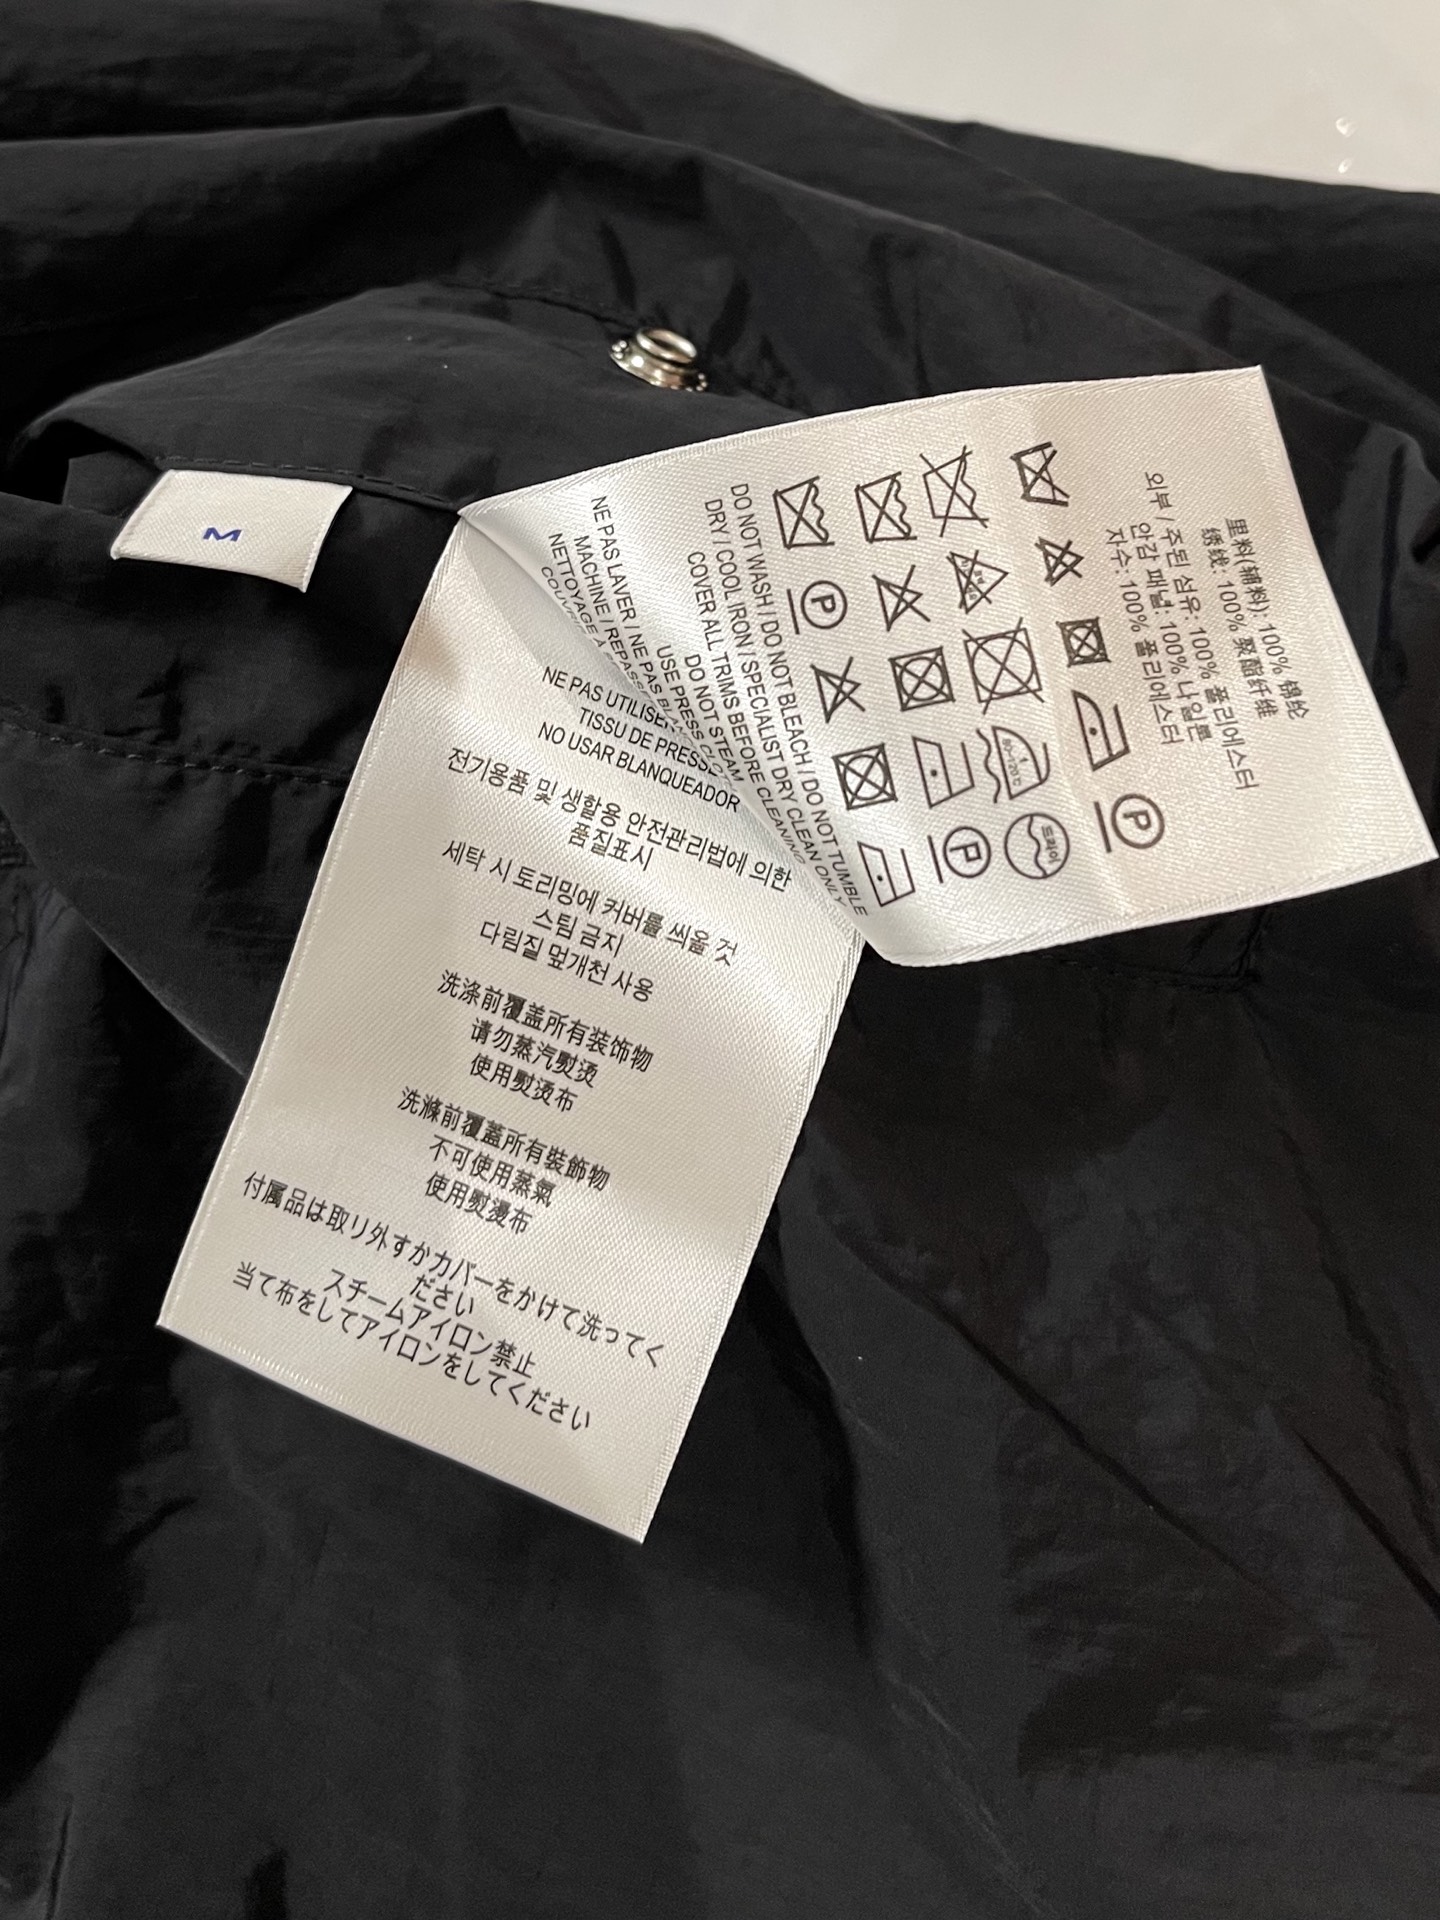 M
외부 / 주된 섬유: 100% 폴리에스터
안감 패널: 100% 나일론
자수: 100% 폴리에스터
里料(辅料): 100% 锦纶
绣线: 100% 聚酯纤维
DO NOT WASH / DO NOT BLEACH / DO NOT TUMBLE
DRY / COOL IRON / SPECIALIST DRY CLEAN ONLY
COVER ALL TRIMS BEFORE CLEANING
DO NOT STEAM
USE PRESS
NE PAS LAVER / NE PAS
MACHINE /
NETTOYAGE À
NE PAS UTILISER
TISSU DE
NO USAR BLANQUEADOR
전기용품 및 생활용 안전관리법에 의한
품질표시
세탁 시 토리밍에 커버를 씌울 것
스팀 금지
다림질 덮개천 사용
洗涤前覆盖所有装饰物
请勿蒸汽熨烫
使用熨烫布
洗滌前覆蓋所有裝飾物
不可使用蒸氣
使用熨燙布
付属品は取り外すかカバーをかけて洗ってく
ださい
スチームアイロン禁止
当て布をしてアイロンをしてください
P
P
P
80~120℃
드라이